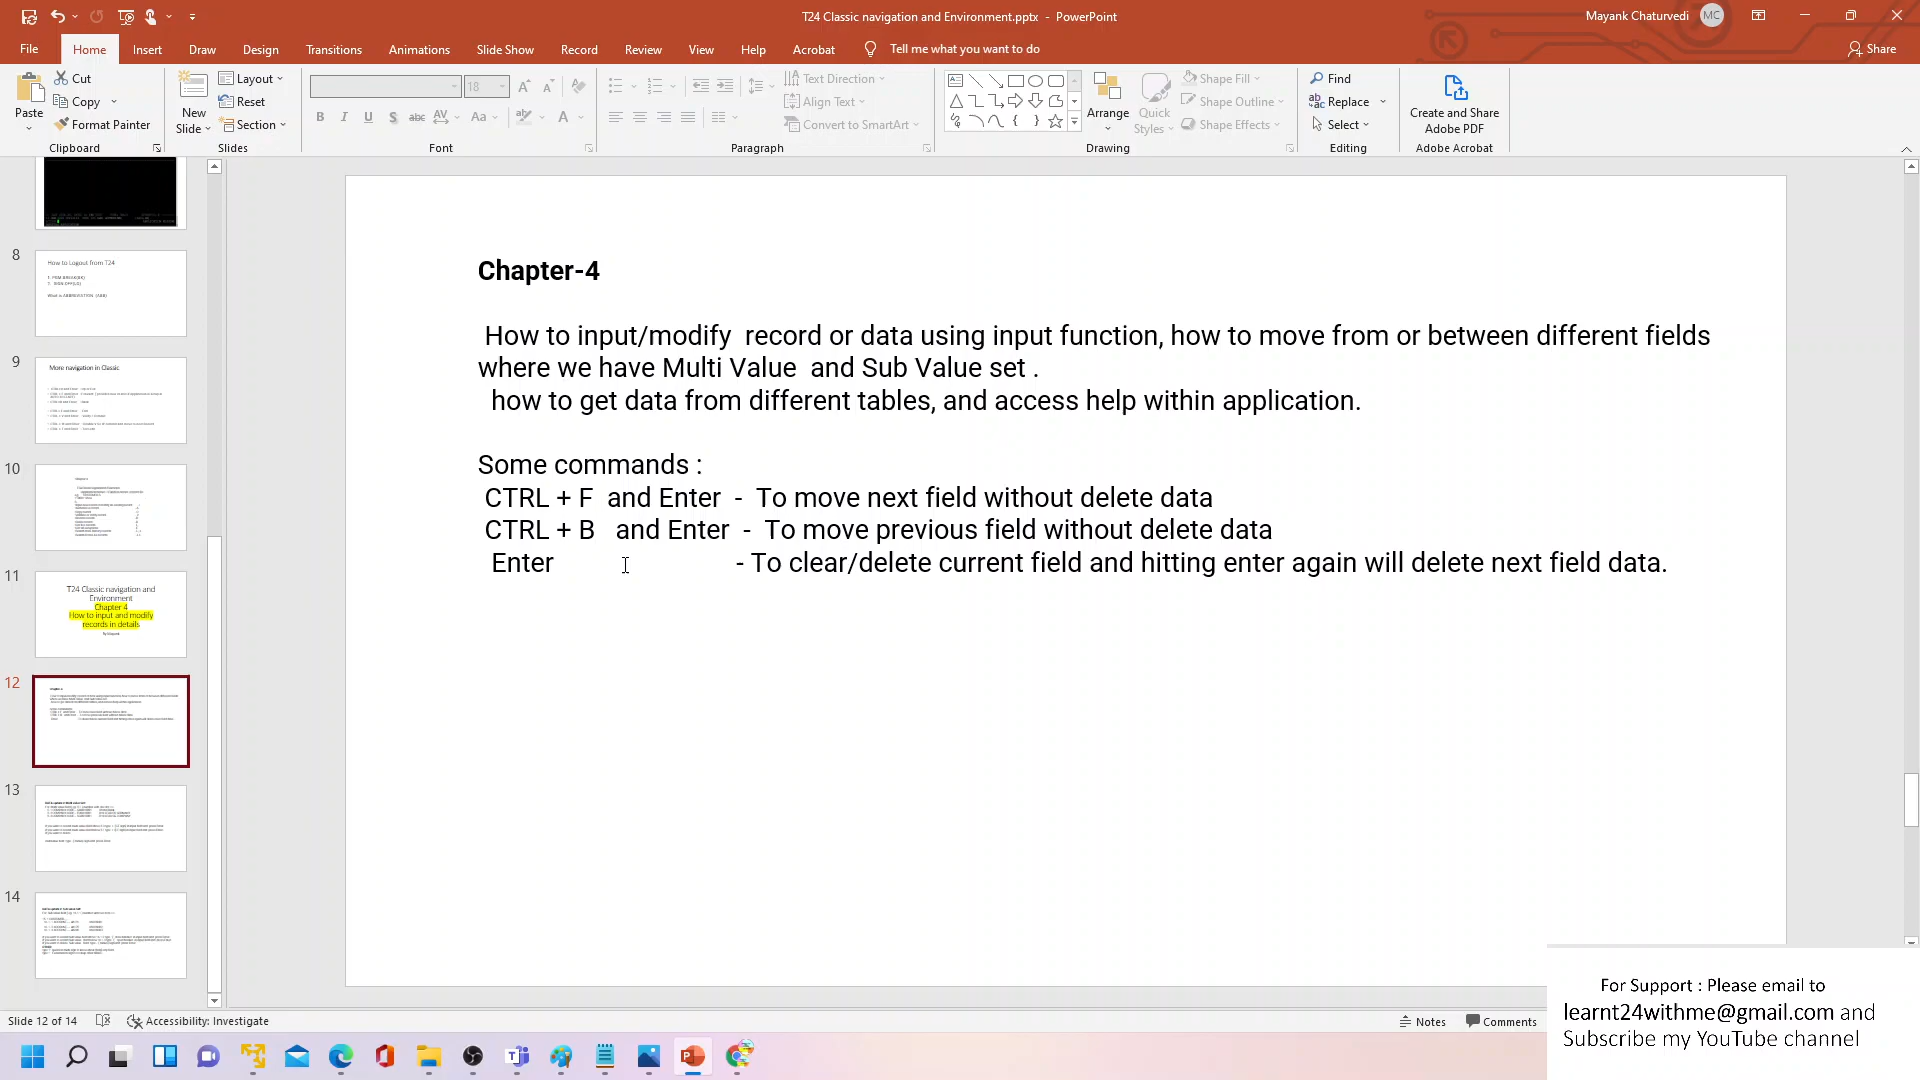 T24 Classic navigation and Environment.pptx - PowerPoint
Mayank Chaturvedi
MC
File
Home
Insert
Draw
Design
Transitions
Animations
Slide Show
Record
Review
View
Help
Acrobat
Tell me what you want to do
Share
Paste
Cut
Copy
Format Painter
Clipboard
New
Slide
Layout
Reset
Section
Slides
18
Font
Text Direction
Align Text
Convert to SmartArt
Paragraph
Arrange
Quick
Styles
Shape Fill
Shape Outline
Shape Effects
Drawing
Find
Replace
Select
Editing
Create and Share
Adobe PDF
Adobe Acrobat
8
How to Logout from T24
9
More navigation in Classic
10
11
T24 Classic navigation and
Environment
Chapter 4
How to input and modify
records in details
By Mayank
12
13
14
Chapter-4
How to input/modify record or data using input function, how to move from or between different fields
where we have Multi Value and Sub Value set .
how to get data from different tables, and access help within application.
Some commands :
CTRL + F and Enter - To move next field without delete data
CTRL + B and Enter - To move previous field without delete data
Enter - To clear/delete current field and hitting enter again will delete next field data.
For Support : Please email to
learnt24withme@gmail.com and
Subscribe my YouTube channel
Slide 12 of 14
Accessibility: Investigate
Notes
Comments